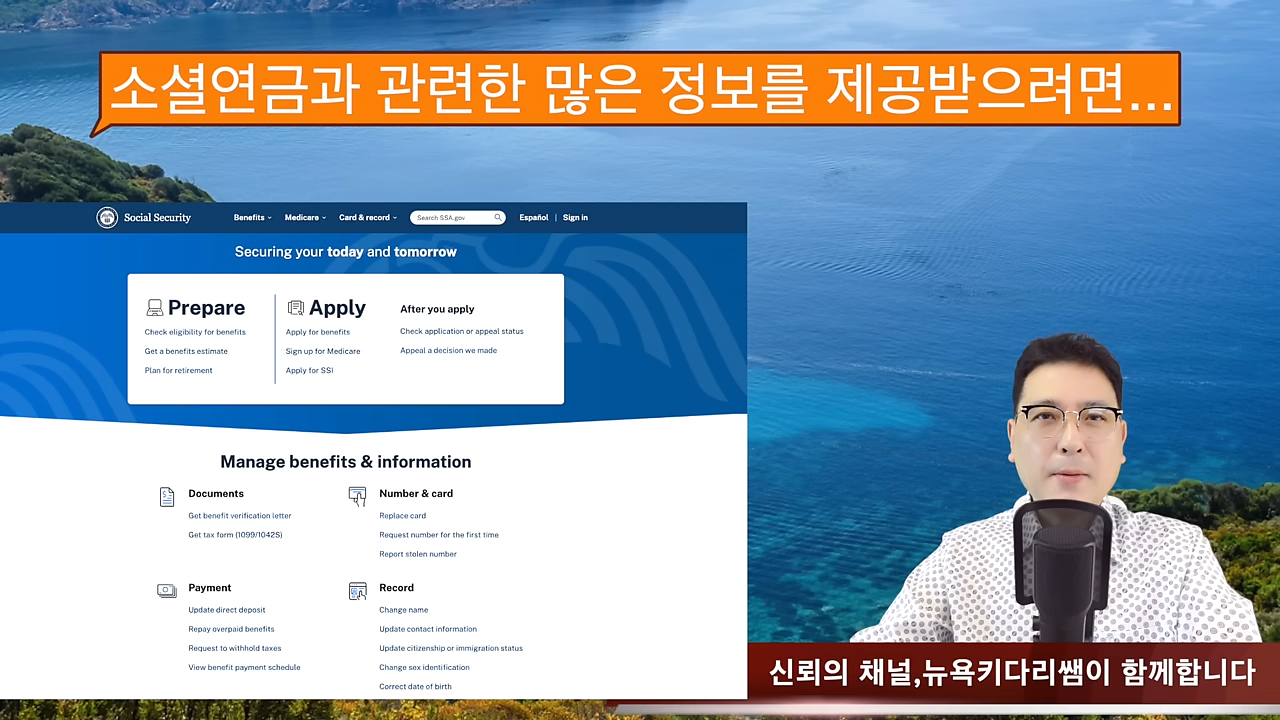 소셜연금과 관련한 많은 정보를 제공받으려면...
Social Security
Benefits
Medicare
Card & record
Search SSA.gov
Español
Sign in
Securing your today and tomorrow
Prepare
Check eligibility for benefits
Get a benefits estimate
Plan for retirement
Apply
Apply for benefits
Sign up for Medicare
Apply for SSI
After you apply
Check application or appeal status
Appeal a decision we made
Manage benefits & information
Documents
Get benefit verification letter
Get tax form (1099/1042S)
Number & card
Replace card
Request number for the first time
Report stolen number
Payment
Update direct deposit
Repay overpaid benefits
Request to withhold taxes
View benefit payment schedule
Record
Change name
Update contact information
Update citizenship or immigration status
Change sex identification
Correct date of birth
신뢰의 채널,뉴욕키다리쌤이 함께합니다